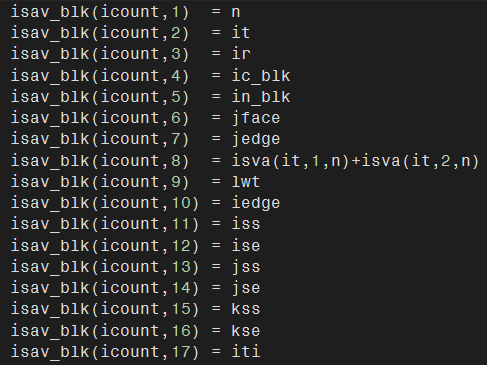 isav_blk(icount,1)  = n
isav_blk(icount,2)  = it
isav_blk(icount,3)  = ir
isav_blk(icount,4)  = ic_blk
isav_blk(icount,5)  = in_blk
isav_blk(icount,6)  = jface
isav_blk(icount,7)  = jedge
isav_blk(icount,8)  = isva(it,1,n)+isva(it,2,n)
isav_blk(icount,9)  = lwt
isav_blk(icount,10) = iedge
isav_blk(icount,11) = iss
isav_blk(icount,12) = ise
isav_blk(icount,13) = jss
isav_blk(icount,14) = jse
isav_blk(icount,15) = kss
isav_blk(icount,16) = kse
isav_blk(icount,17) = iti